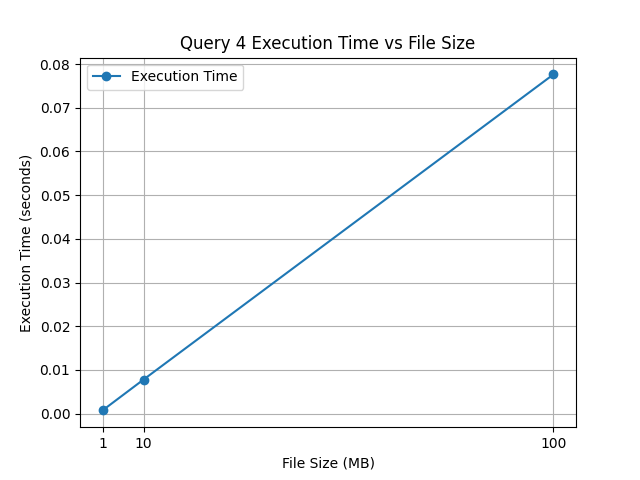 Query 4 Execution Time vs File Size
Execution Time
0.08
0.07
0.06
0.05
0.04
0.03
0.02
0.01
0.00
Execution Time (seconds)
1 10 100
File Size (MB)